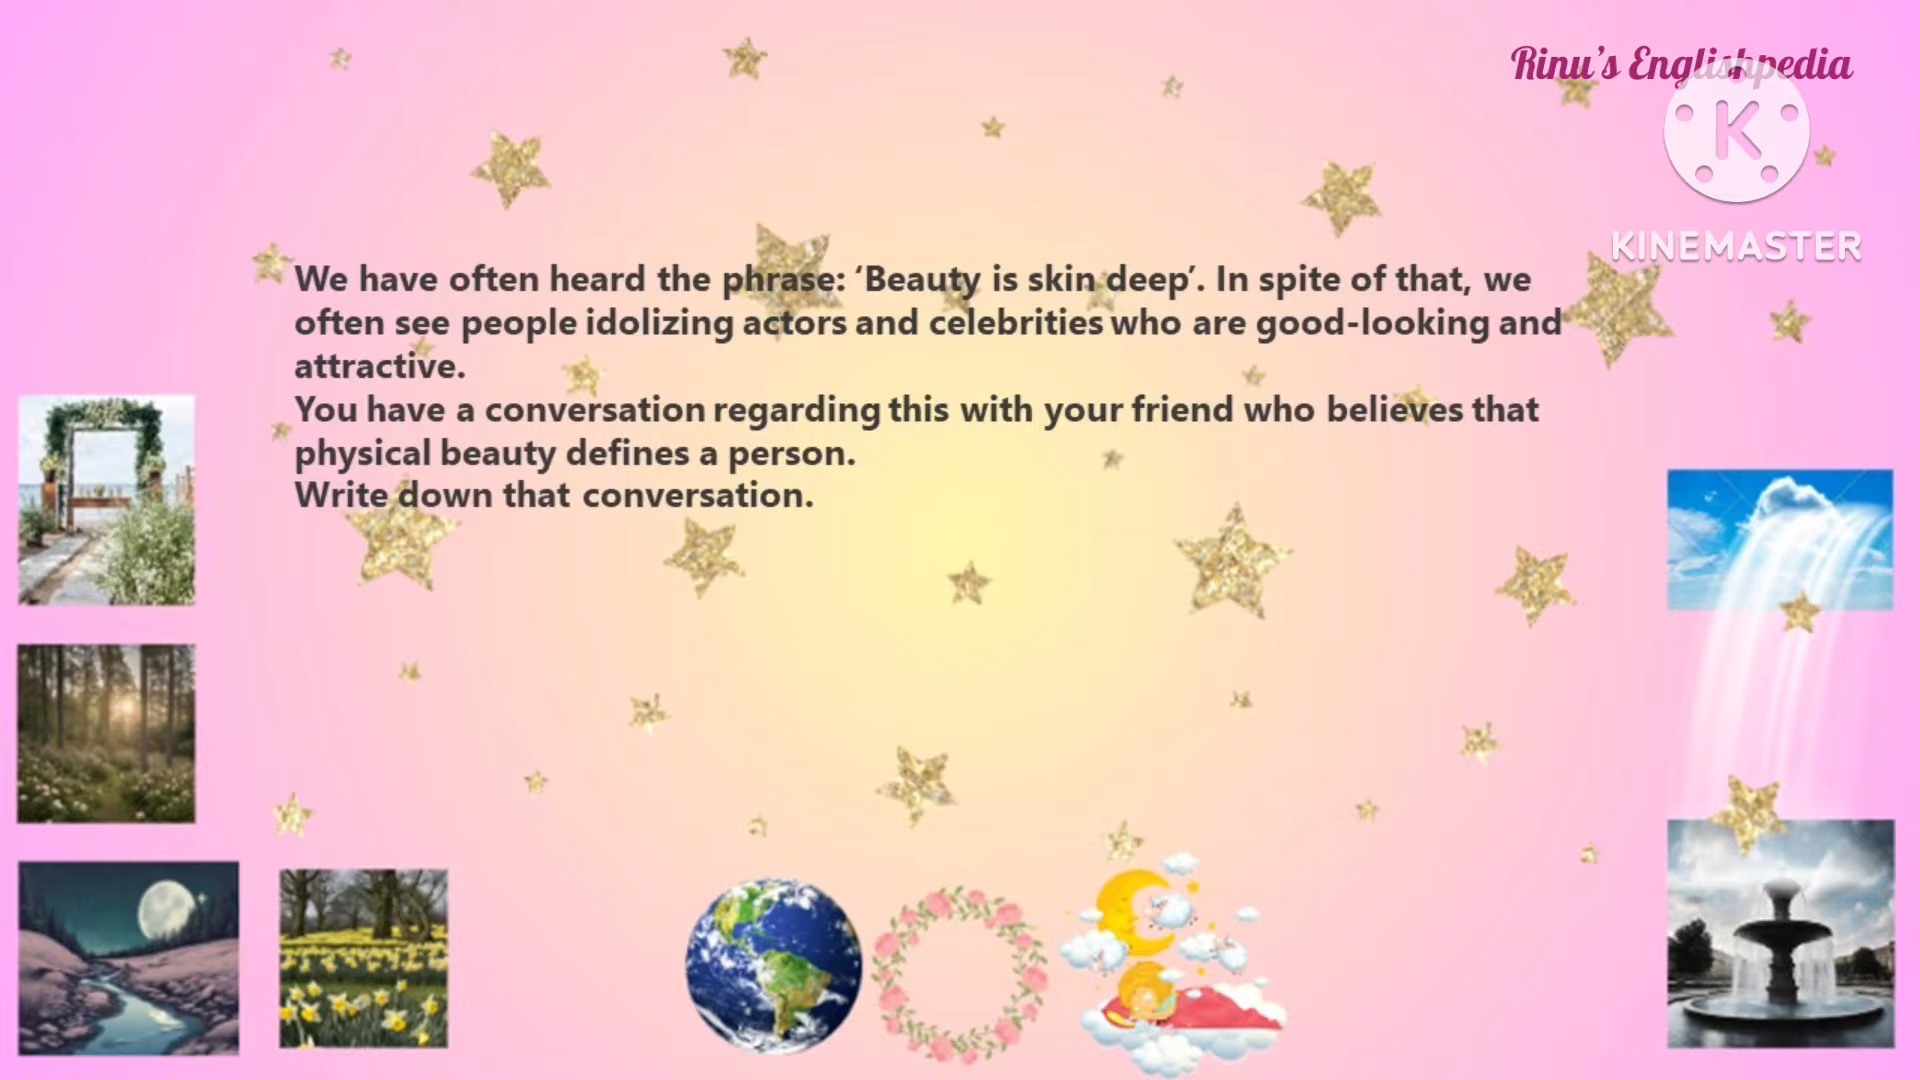 Rinu's Englishpedia
K
KINEMASTER
We have often heard the phrase: ‘Beauty is skin deep’. In spite of that, we
often see people idolizing actors and celebrities who are good-looking and
attractive.
You have a conversation regarding this with your friend who believes that
physical beauty defines a person.
Write down that conversation.